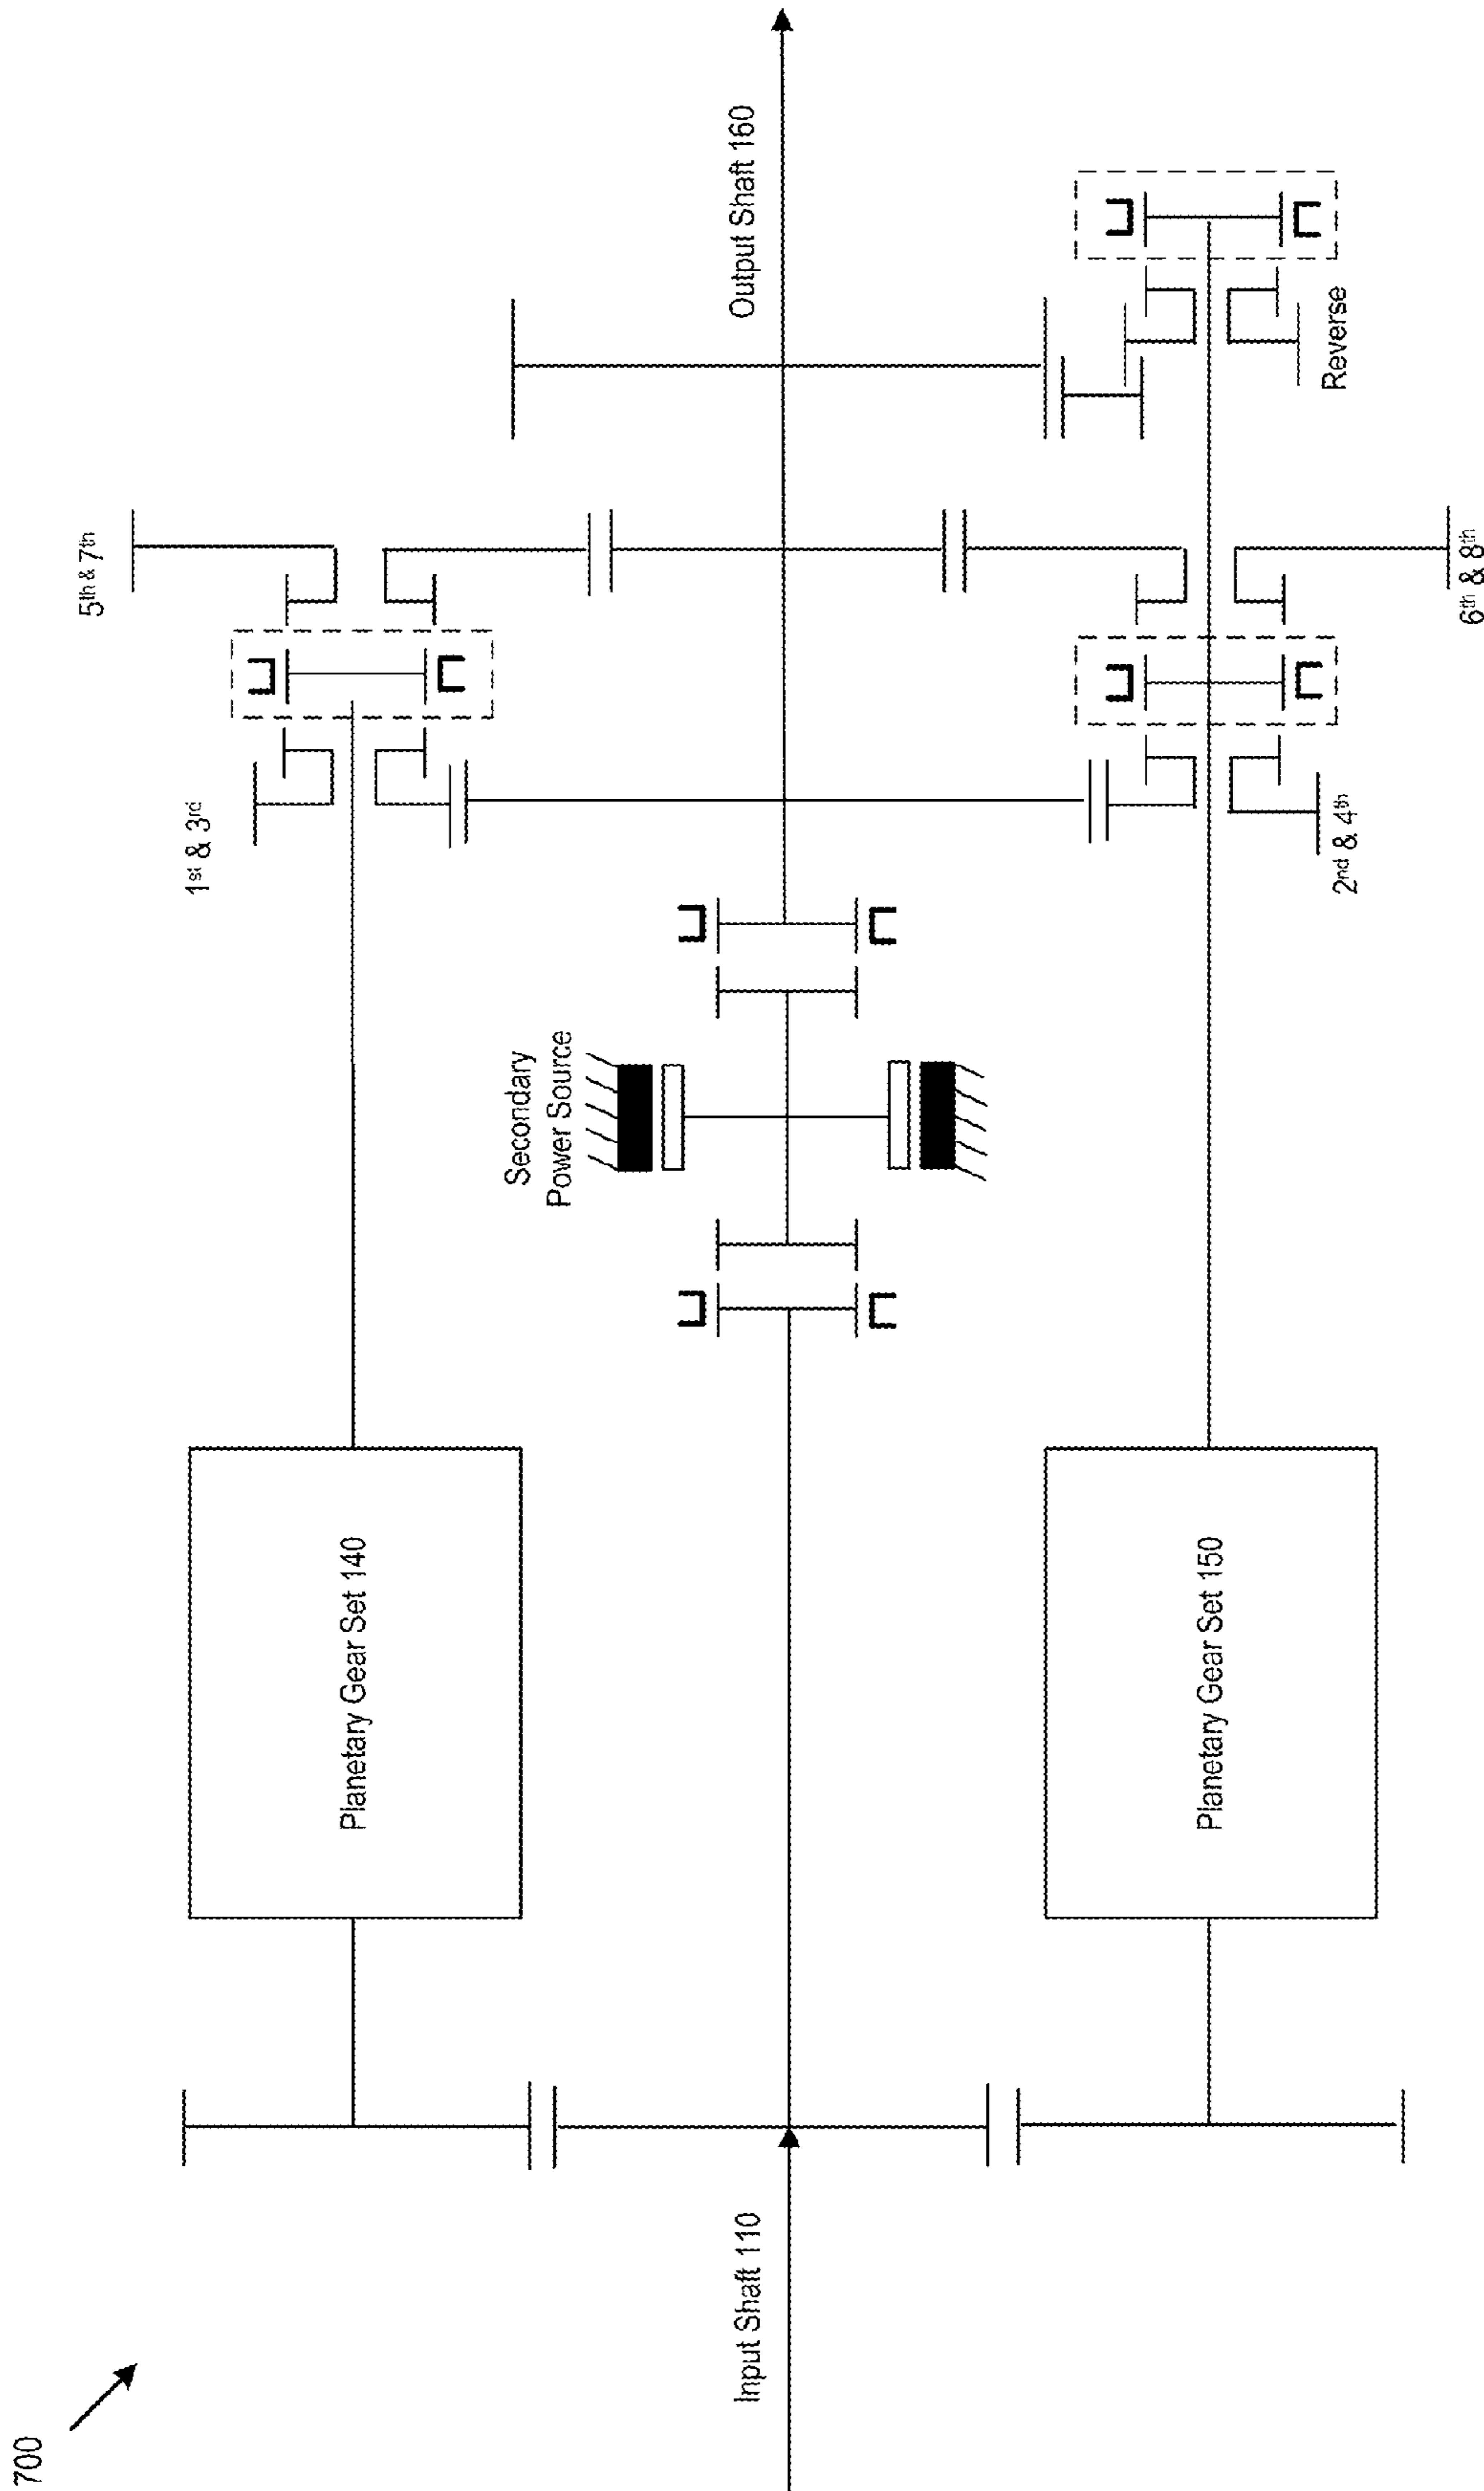 700
5th & 7th
1st & 3rd
Output Shaft 160
Reverse
Secondary
Power Source
6th & 8th
2nd & 4th
Planetary Gear Set 140
Planetary Gear Set 150
Input Shaft 110